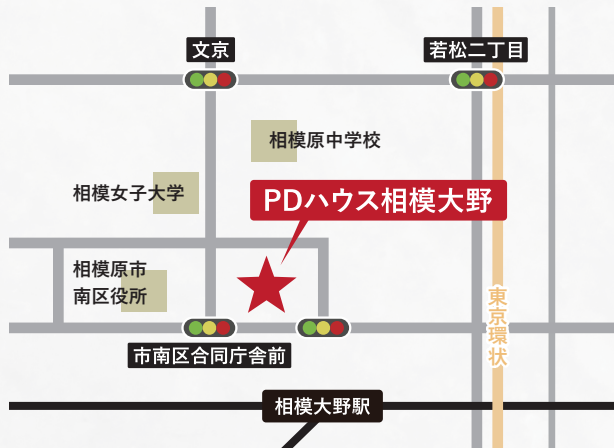 文京
若松二丁目
相模原中学校
相模女子大学
PDハウス相模大野
相模原市
南区役所
東京環状
市南区合同庁舎前
相模大野駅